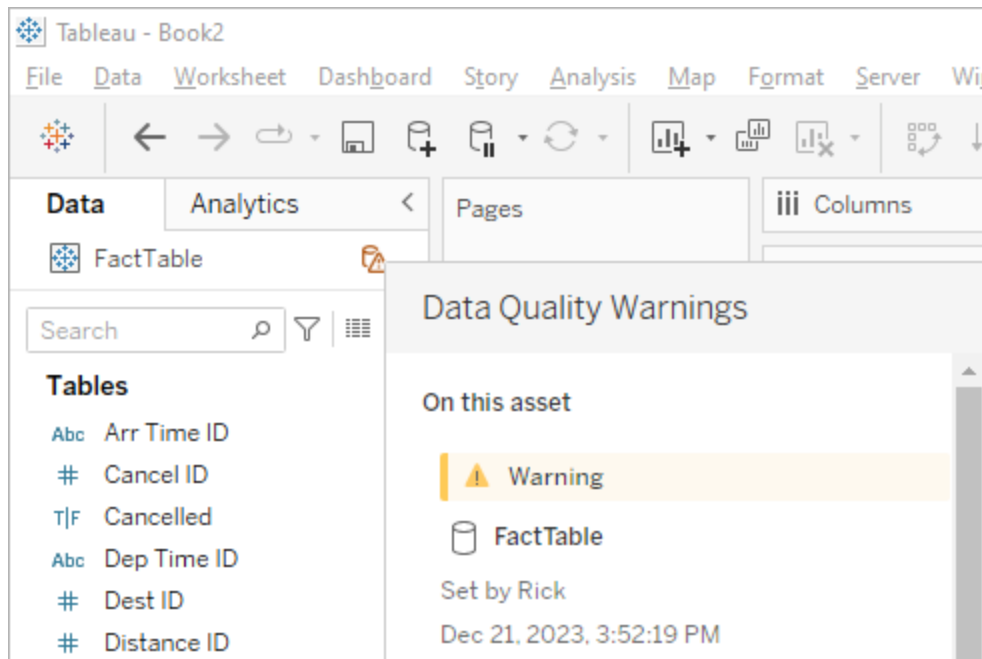 Tableau - Book2
File Data Worksheet Dashboard Story Analysis Map Format Server
Data Analytics
Pages
Columns
FactTable
Search
Tables
Abc Arr Time ID
# Cancel ID
T|F Cancelled
Abc Dep Time ID
# Dest ID
# Distance ID
Data Quality Warnings
On this asset
Warning
FactTable
Set by Rick
Dec 21, 2023, 3:52:19 PM